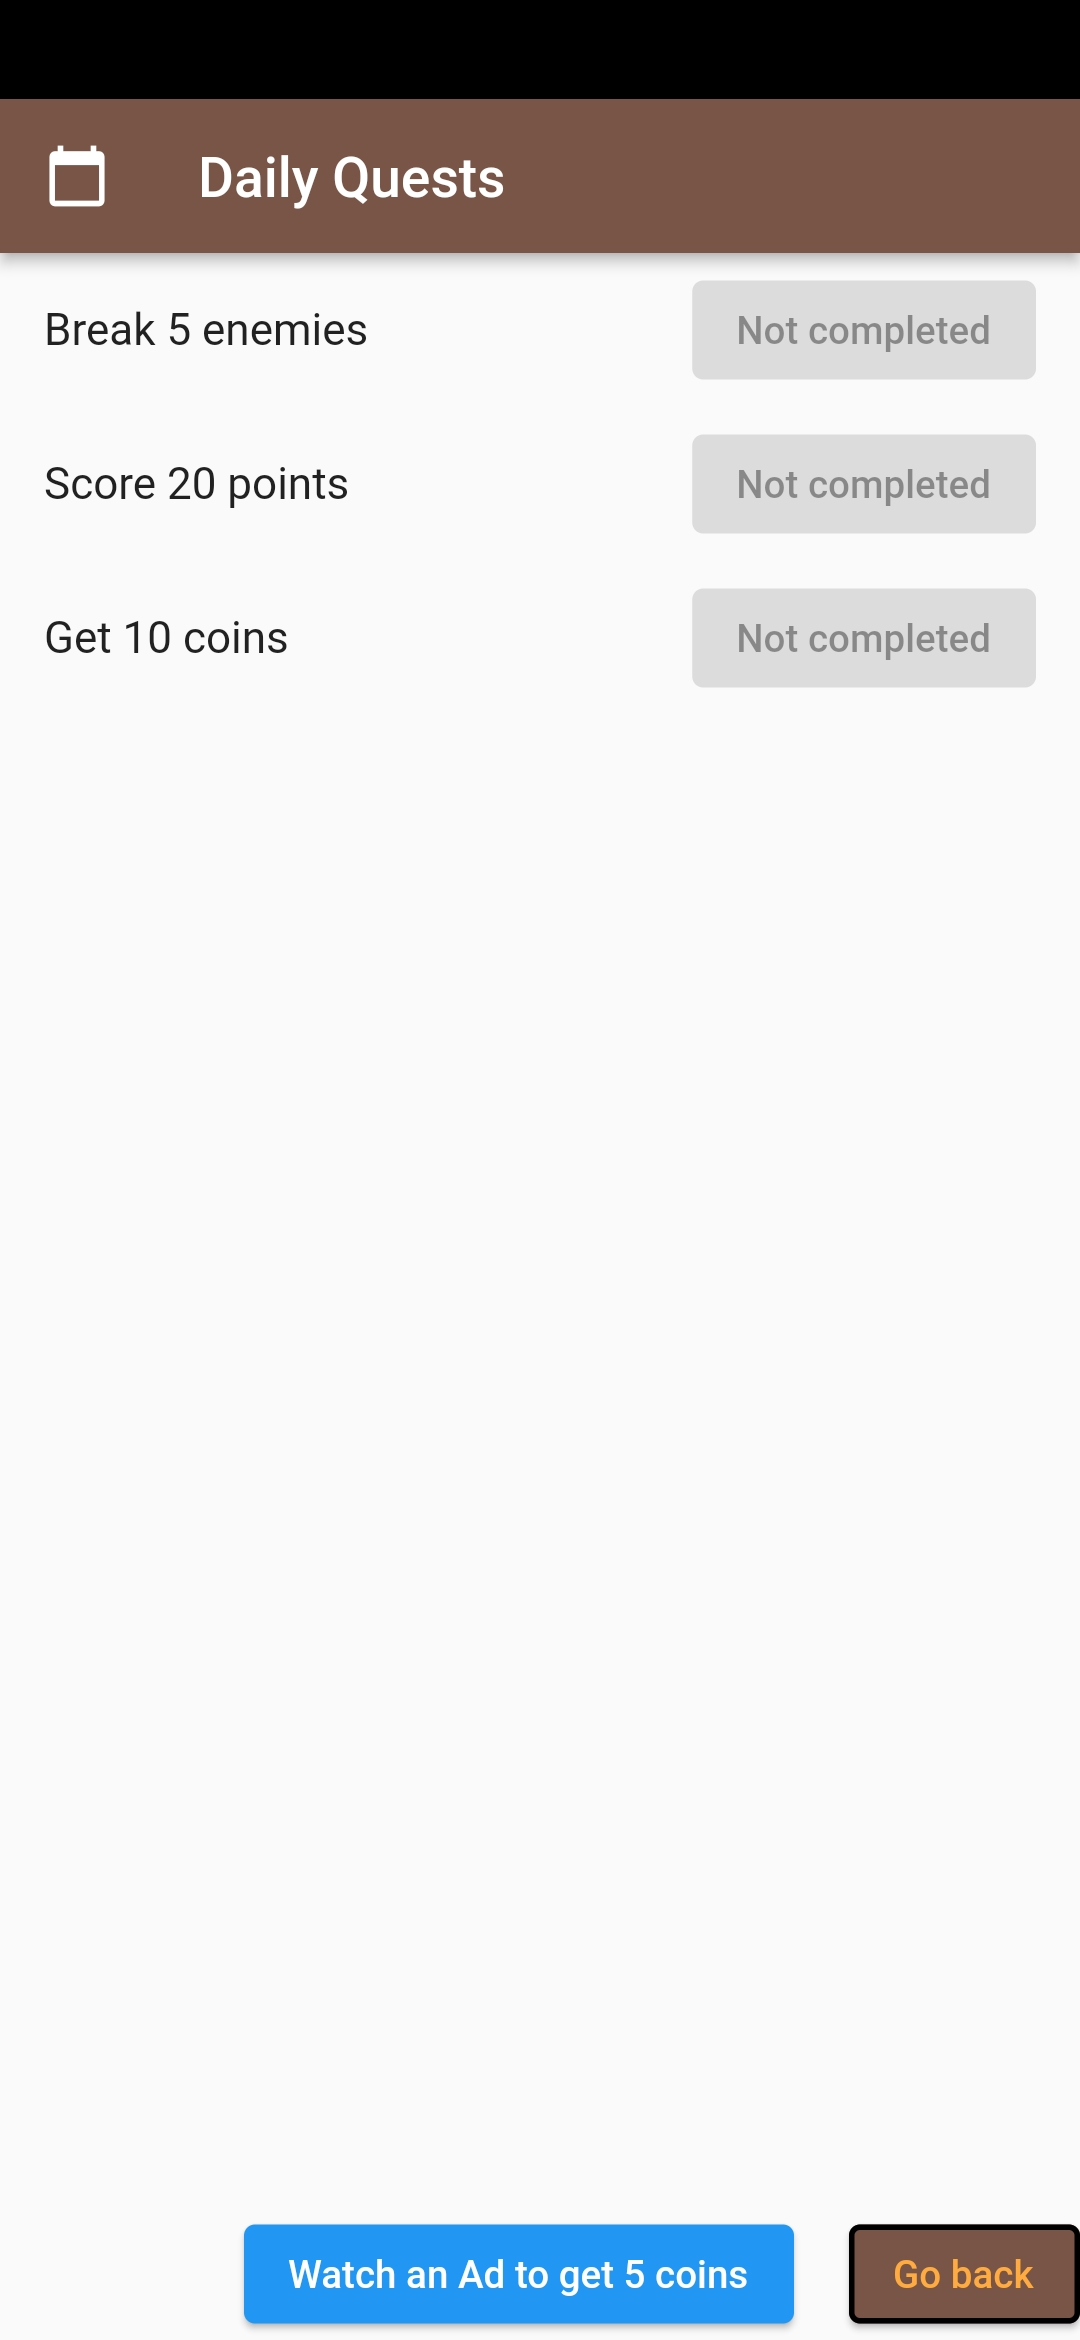 Daily Quests
Break 5 enemies
Not completed
Score 20 points
Not completed
Get 10 coins
Not completed
Watch an Ad to get 5 coins
Go back